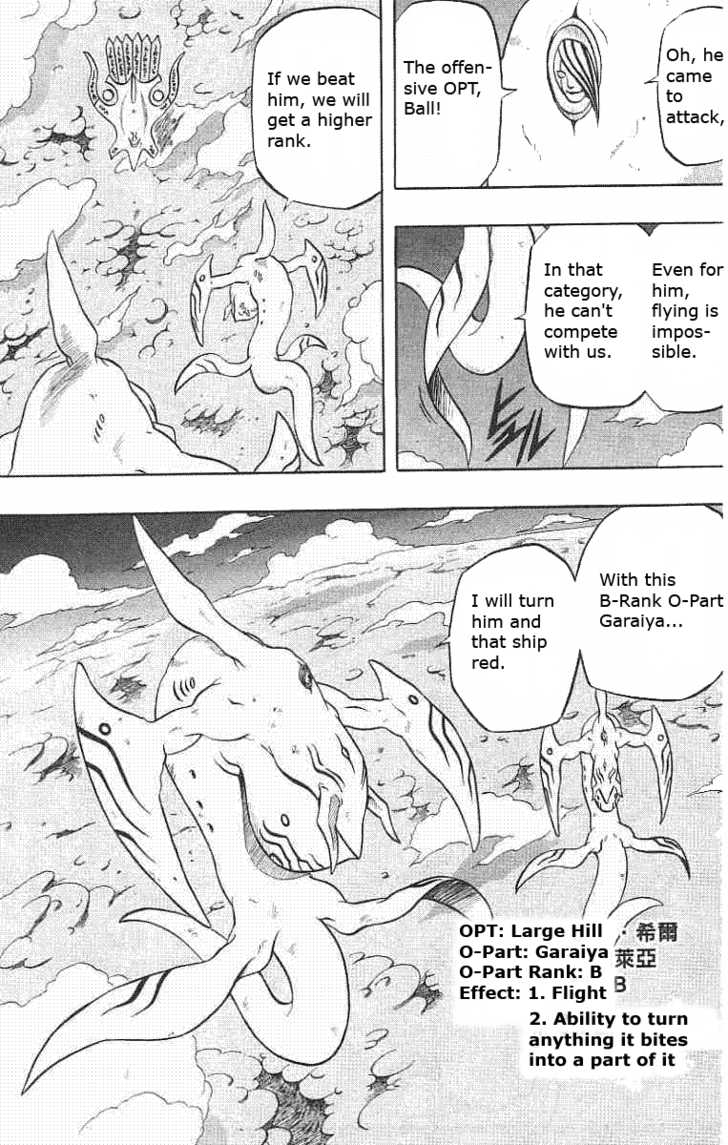 Oh, he
came
to
attack,
The offen-
sive OPT,
Ball!
If we beat
him, we will
get a higher
rank.
Even for
him,
flying is
impos-
sible.
In that
category,
he can't
compete
with us.
With this
B-Rank O-Part
Garaiya...
I will turn
him and
that ship
red.
OPT: Large Hill
・希爾
O-Part: Garaiya
萊亞
O-Part Rank: B
B
Effect: 1. Flight
2. Ability to turn
anything it bites
into a part of it